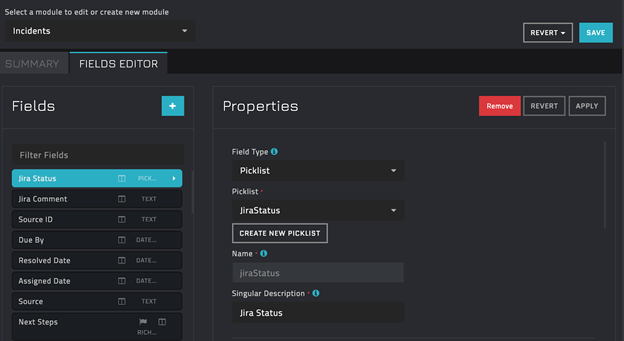 Select a module to edit or create new module
Incidents
REVERT
SAVE
SUMMARY
FIELDS EDITOR
Fields
+
Properties
Remove
REVERT
APPLY
Filter Fields
Jira Status PICK...
Jira Comment TEXT
Source ID TEXT
Due By DATE...
Resolved Date DATE...
Assigned Date DATE...
Source TEXT
Next Steps
RICH...
Field Type
Picklist
Picklist *
JiraStatus
CREATE NEW PICKLIST
Name *
jiraStatus
Singular Description *
Jira Status